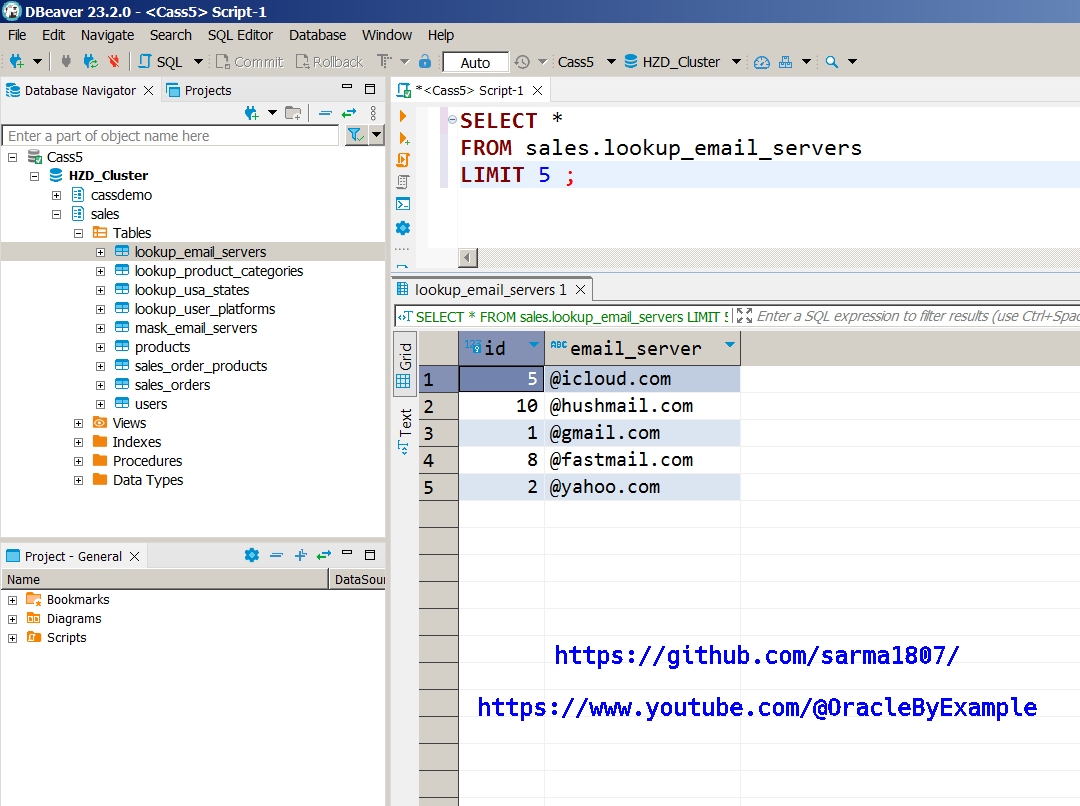 DBeaver 23.2.0 - <Cass5> Script-1
File Edit Navigate Search SQL Editor Database Window Help
SQL Commit Rollback Auto Cass5 HZD_Cluster
Database Navigator Projects
Enter a part of object name here
Cass5
HZD_Cluster
cassdemo
sales
Tables
lookup_email_servers
lookup_product_categories
lookup_usa_states
lookup_user_platforms
mask_email_servers
products
sales_order_products
sales_orders
users
Views
Indexes
Procedures
Data Types
Project - General
Name DataSour
Bookmarks
Diagrams
Scripts
*<Cass5> Script-1
SELECT *
FROM sales.lookup_email_servers
LIMIT 5 ;
lookup_email_servers 1
SELECT * FROM sales.lookup_email_servers LIMIT 5 Enter a SQL expression to filter results (use Ctrl+Spac
Grid
Text
123 id ABC email_server
1 5 @icloud.com
2 10 @hushmail.com
3 1 @gmail.com
4 8 @fastmail.com
5 2 @yahoo.com
https://github.com/sarma1807/
https://www.youtube.com/@OracleByExample